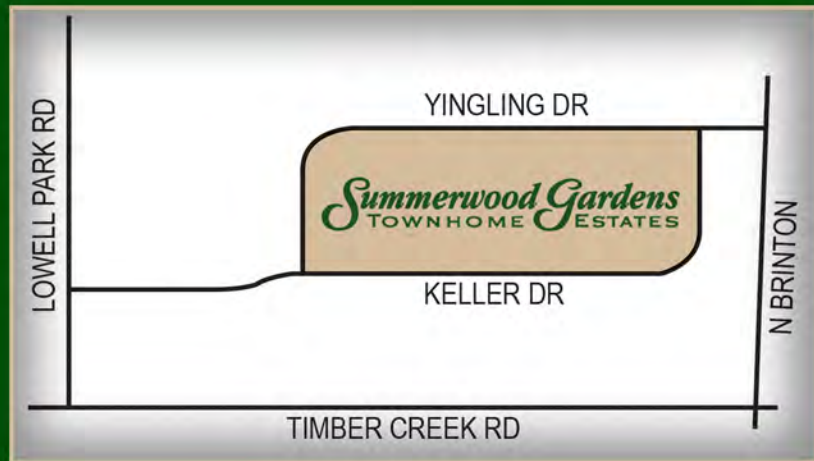 YINGLING DR
LOWELL PARK RD
Summerwood Gardens
TOWNHOME ESTATES
N BRINTON
KELLER DR
TIMBER CREEK RD